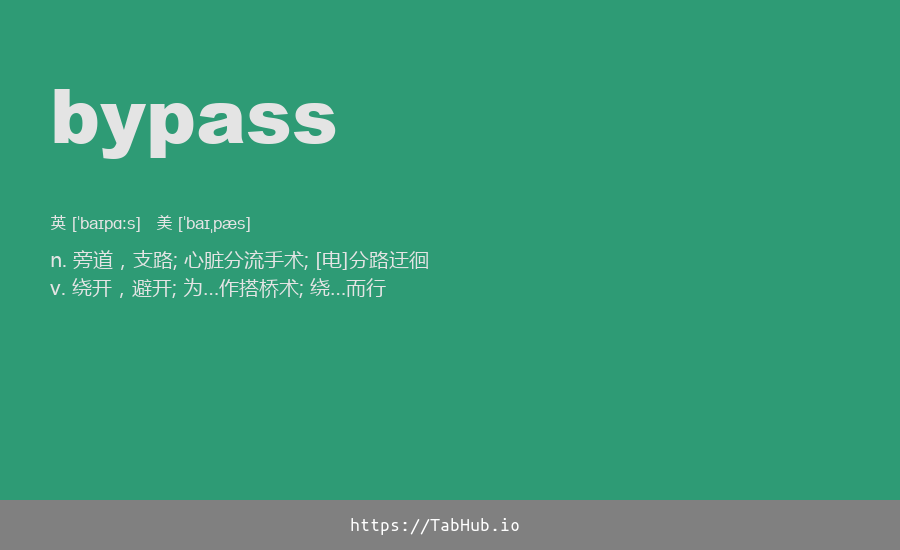 bypass
英 [ˈbaɪpɑːs] 美 [ˈbaɪˌpæs]
n. 旁道，支路; 心脏分流手术; [电]分路迂徊
v. 绕开，避开; 为...作搭桥术; 绕...而行
https://TabHub.io